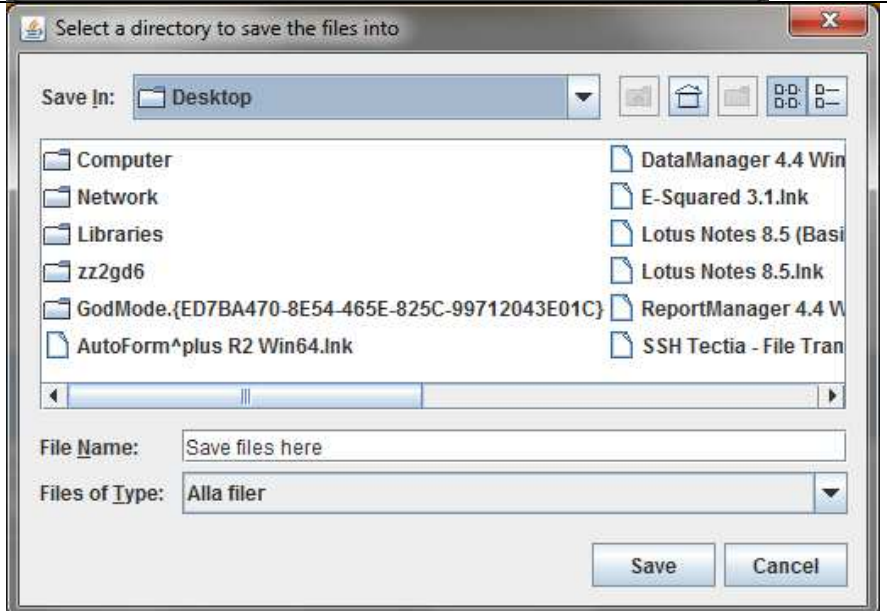 Select a directory to save the files into
Save In: Desktop
Computer
Network
Libraries
zz2gd6
GodMode.{ED7BA470-8E54-465E-825C-99712043E01C}
AutoForm^plus R2 Win64.lnk
DataManager 4.4 Win
E-Squared 3.1.lnk
Lotus Notes 8.5 (Basi
Lotus Notes 8.5.lnk
ReportManager 4.4 W
SSH Tectia - File Tran
File Name: Save files here
Files of Type: Alla filer
Save Cancel